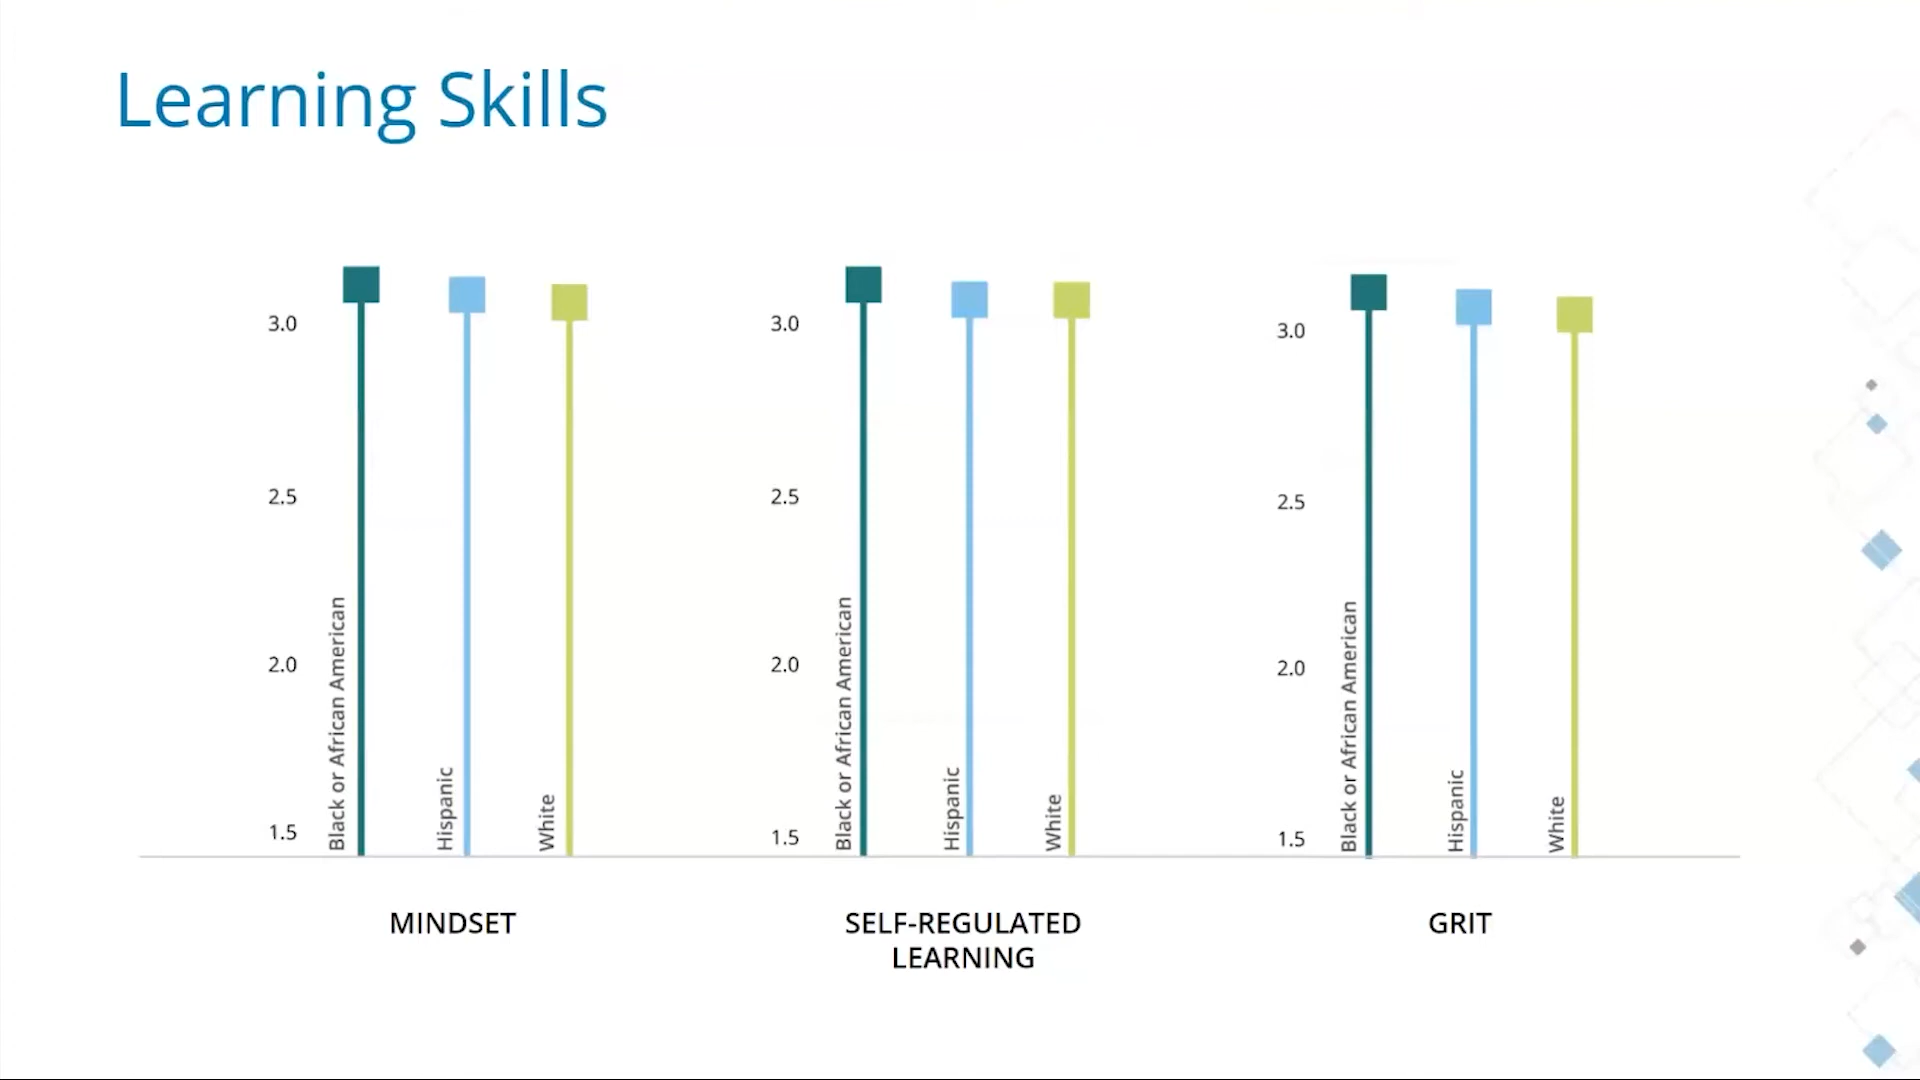 Learning Skills
3.0
2.5
2.0
1.5
Black or African American
Hispanic
White
MINDSET
3.0
2.5
2.0
1.5
Black or African American
Hispanic
White
SELF-REGULATED
LEARNING
3.0
2.5
2.0
1.5
Black or African American
Hispanic
White
GRIT